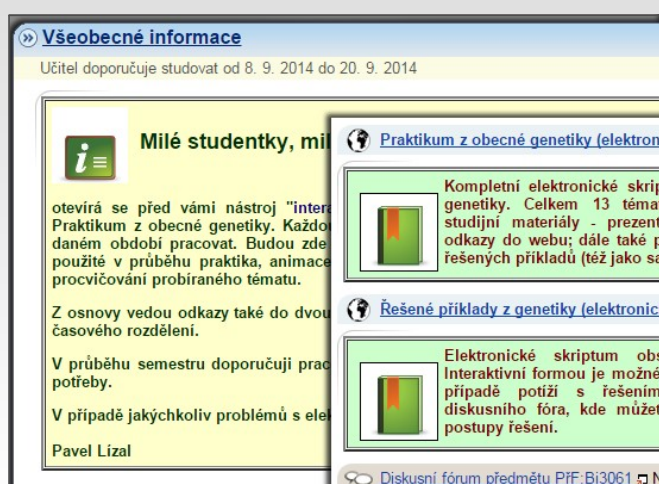 Všeobecné informace
Učitel doporučuje studovat od 8. 9. 2014 do 20. 9. 2014
Milé studentky, mil
otevírá se před vámi nástroj "intera
Praktikum z obecné genetiky. Každo
daném období pracovat. Budou zde
použité v průběhu praktika, animace
procvičování probíraného tématu.
Z osnovy vedou odkazy také do dvou
časového rozdělení.
V průběhu semestru doporučuji prac
potřeby.
V případě jakýchkoliv problémů s elek
Pavel Lízal
Praktikum z obecné genetiky (elektron
Kompletní elektronické skrip
genetiky. Celkem 13 téma
studijní materiály - prezent
odkazy do webu; dále také p
řešených příkladů (též jako sa
Řešené příklady z genetiky (elektronic
Elektronické skriptum obs
Interaktivní formou je možné
případě potíží s řešením
diskusního fóra, kde můžet
postupy řešení.
Diskusní fórum předmětu PřF:Bi3061 N